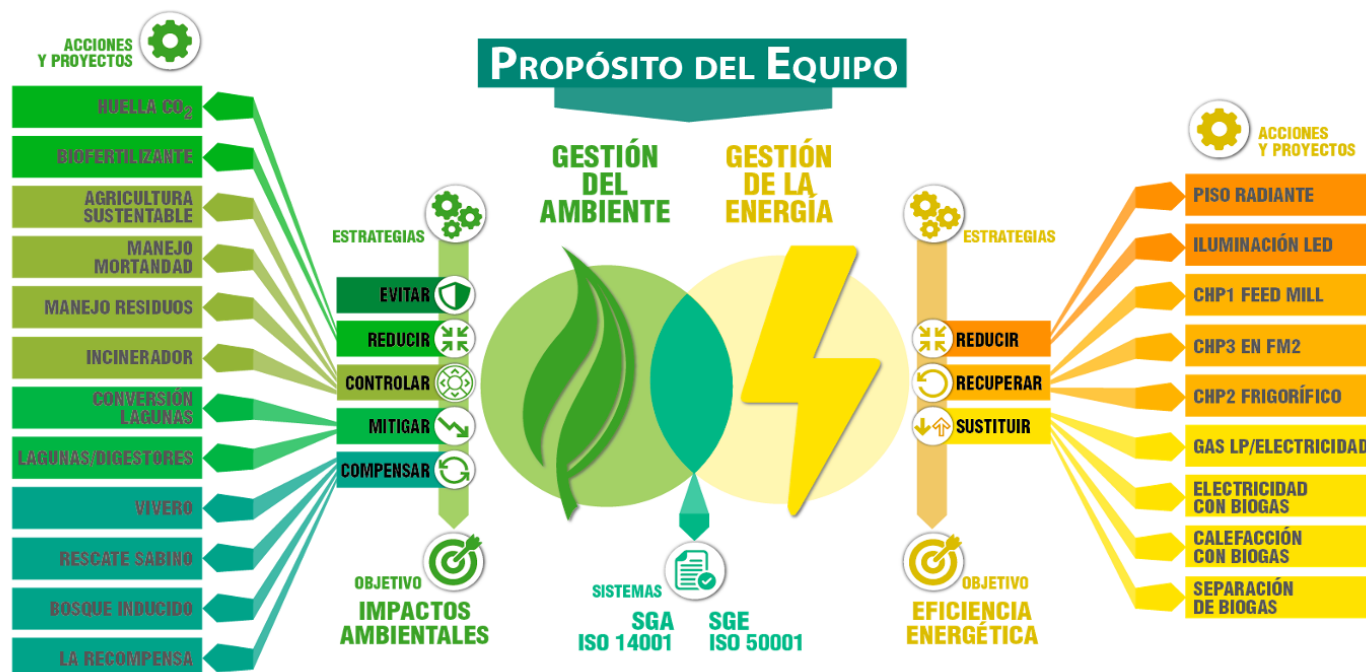 PROPÓSITO DEL EQUIPO
ACCIONES
Y PROYECTOS
HUELLA CO₂
BIOFERTILIZANTE
AGRICULTURA
SUSTENTABLE
MANEJO
MORTANDAD
MANEJO RESIDUOS
INCINERADOR
CONVERSIÓN
LAGUNAS
LAGUNAS/DIGESTORES
VIVERO
RESCATE SABINO
BOSQUE INDUCIDO
LA RECOMPENSA
ESTRATEGIAS
EVITAR
REDUCIR
CONTROLAR
MITIGAR
COMPENSAR
OBJETIVO
IMPACTOS
AMBIENTALES
GESTIÓN
DEL
AMBIENTE
GESTIÓN
DE LA
ENERGÍA
SISTEMAS
SGA
ISO 14001
SGE
ISO 50001
ESTRATEGIAS
REDUCIR
RECUPERAR
SUSTITUIR
OBJETIVO
EFICIENCIA
ENERGÉTICA
ACCIONES
Y PROYECTOS
PISO RADIANTE
ILUMINACIÓN LED
CHP1 FEED MILL
CHP3 EN FM2
CHP2 FRIGORÍFICO
GAS LP/ELECTRICIDAD
ELECTRICIDAD
CON BIOGAS
CALEFACCIÓN
CON BIOGAS
SEPARACIÓN
DE BIOGAS